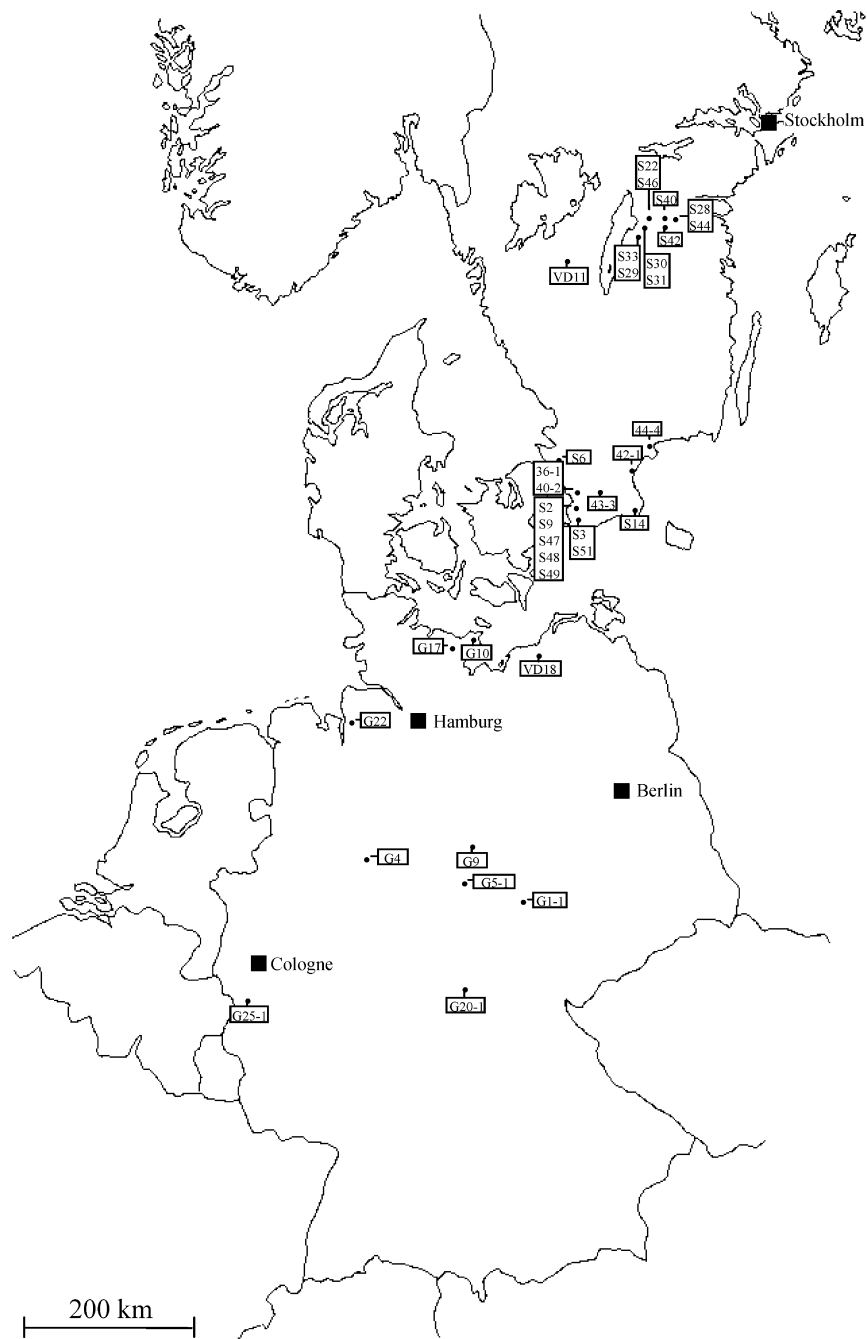 Stockholm
S22
S46
S40
S28
S44
S42
S33
S29
S30
S31
VD11
44-4
42-1
S6
36-1
40-2
43-3
S2
S9
S47
S48
S49
S14
S3
S51
G17
G10
VD18
G22
Hamburg
Berlin
G4
G9
G5-1
G1-1
Cologne
G25-1
G20-1
200 km